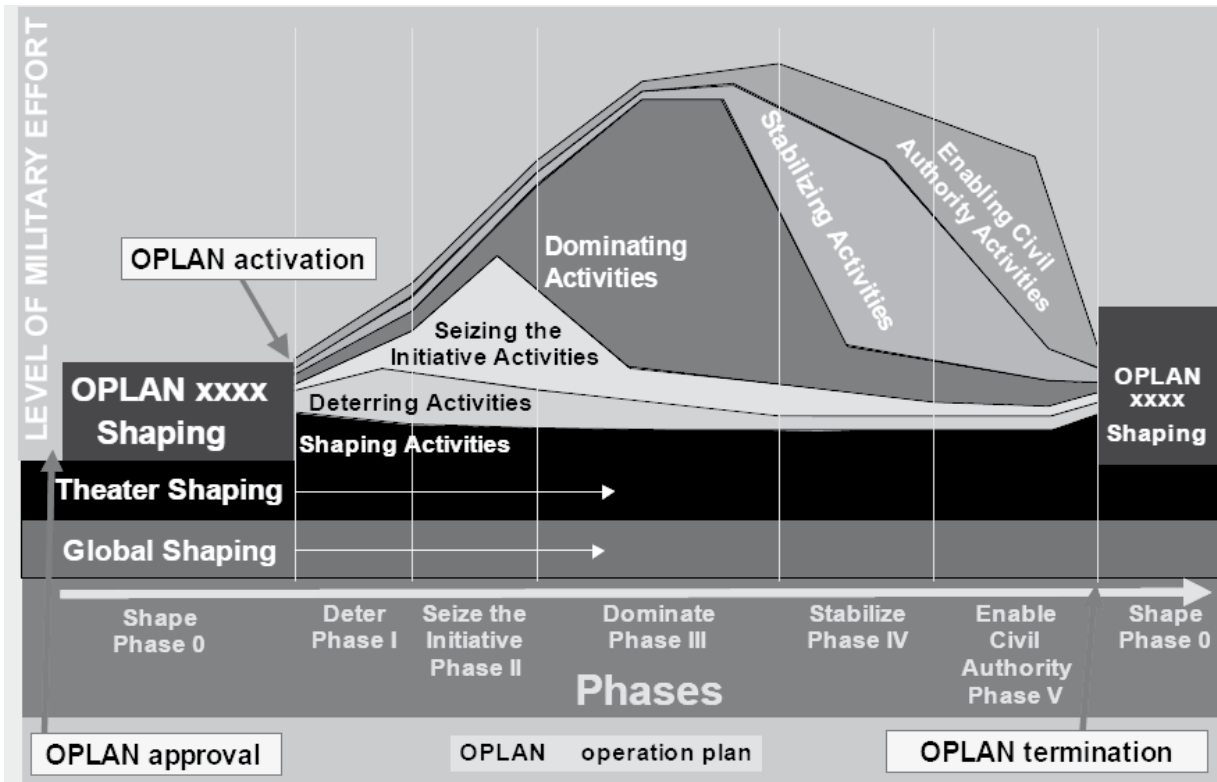 LEVEL OF MILITARY EFFORT
OPLAN activation
OPLAN xxxx
Shaping
Dominating
Activities
Stabilizing Activities
Enabling Civil
Authority Activities
Seizing the
Initiative Activities
Deterring Activities
Shaping Activities
OPLAN
xxxx
Shaping
Theater Shaping
Global Shaping
Shape
Phase 0
Deter
Phase I
Seize the
Initiative
Phase II
Dominate
Phase III
Stabilize
Phase IV
Enable
Civil
Authority
Phase V
Shape
Phase 0
Phases
OPLAN approval
OPLAN operation plan
OPLAN termination